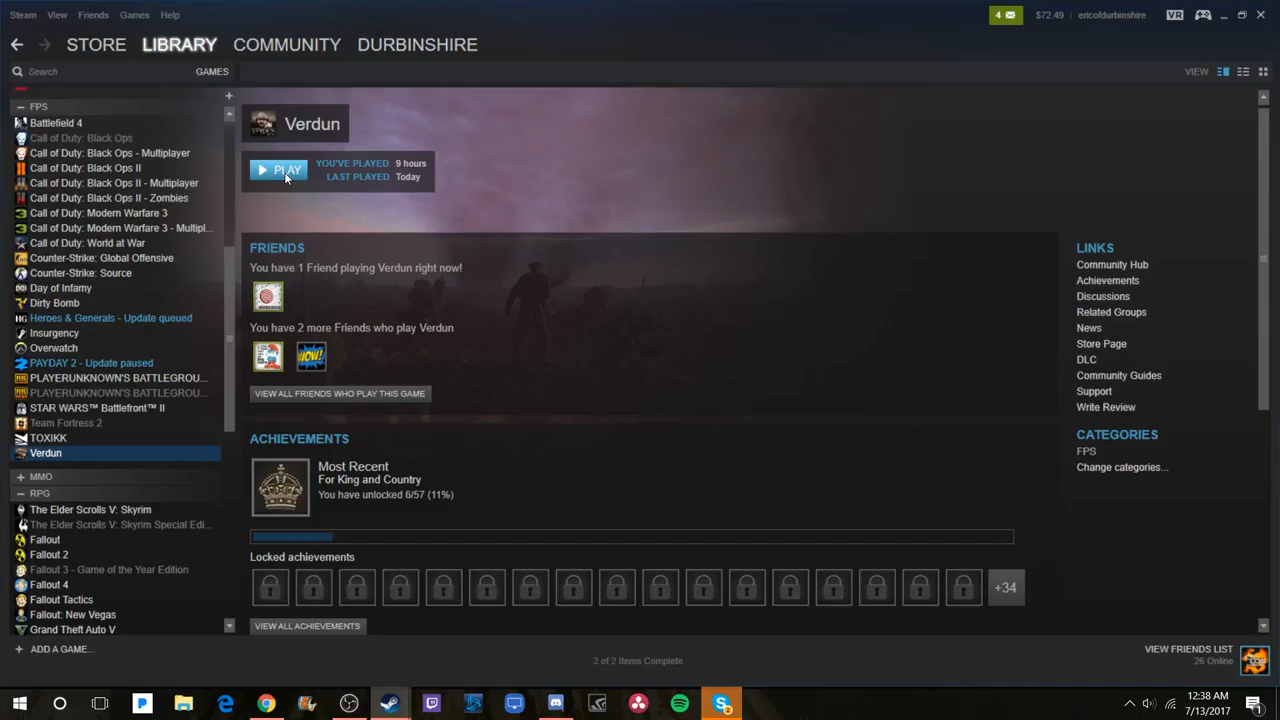 Steam View Friends Games Help
4 $72.49 ericofdurbinshire VR
STORE LIBRARY COMMUNITY DURBINSHIRE
Search GAMES VIEW
FPS
Battlefield 4
Call of Duty: Black Ops
Call of Duty: Black Ops - Multiplayer
Call of Duty: Black Ops II
Call of Duty: Black Ops II - Multiplayer
Call of Duty: Black Ops II - Zombies
Call of Duty: Modern Warfare 3
Call of Duty: Modern Warfare 3 - Multipl...
Call of Duty: World at War
Counter-Strike: Global Offensive
Counter-Strike: Source
Day of Infamy
Dirty Bomb
Heroes & Generals - Update queued
Insurgency
Overwatch
PAYDAY 2 - Update paused
PLAYERUNKNOWN'S BATTLEGROU...
PLAYERUNKNOWN'S BATTLEGROU...
STAR WARS™ Battlefront™ II
Team Fortress 2
TOXIKK
Verdun
MMO
RPG
The Elder Scrolls V: Skyrim
The Elder Scrolls V: Skyrim Special Edi...
Fallout
Fallout 2
Fallout 3 - Game of the Year Edition
Fallout 4
Fallout Tactics
Fallout: New Vegas
Grand Theft Auto V
ADD A GAME...
Verdun
PLAY
YOU'VE PLAYED 9 hours
LAST PLAYED Today
FRIENDS
You have 1 Friend playing Verdun right now!
You have 2 more Friends who play Verdun
WOW!
VIEW ALL FRIENDS WHO PLAY THIS GAME
ACHIEVEMENTS
Most Recent
For King and Country
You have unlocked 6/57 (11%)
Locked achievements
+34
VIEW ALL ACHIEVEMENTS
LINKS
Community Hub
Achievements
Discussions
Related Groups
News
Store Page
DLC
Community Guides
Support
Write Review
CATEGORIES
FPS
Change categories...
2 of 2 Items Complete
VIEW FRIENDS LIST
26 Online
12:38 AM
7/13/2017